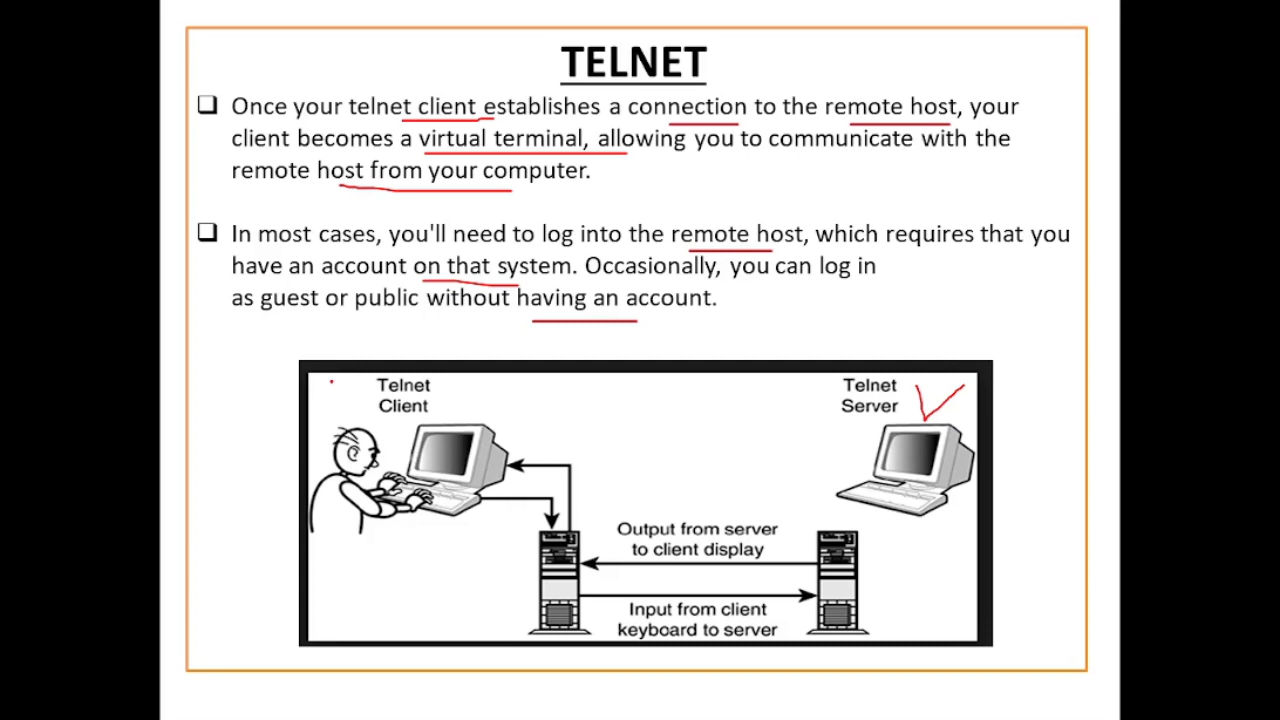 TELNET
❑ Once your telnet client establishes a connection to the remote host, your
client becomes a virtual terminal, allowing you to communicate with the
remote host from your computer.
❑ In most cases, you'll need to log into the remote host, which requires that you
have an account on that system. Occasionally, you can log in
as guest or public without having an account.
Telnet
Client
Telnet
Server
Output from server
to client display
Input from client
keyboard to server